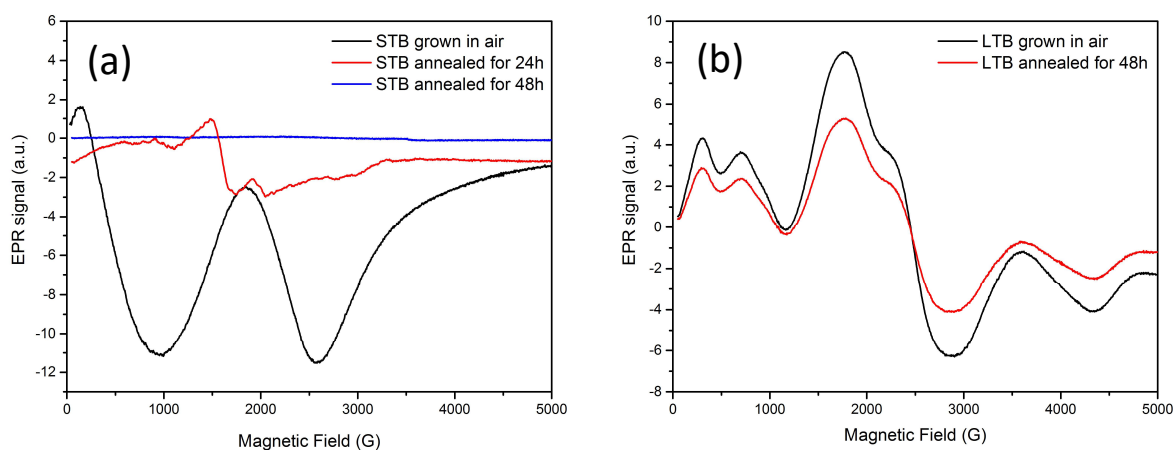 (a)
STB grown in air
STB annealed for 24h
STB annealed for 48h
EPR signal (a.u.)
6
4
2
0
-2
-4
-6
-8
-10
-12
0 1000 2000 3000 4000 5000
Magnetic Field (G)
(b)
LTB grown in air
LTB annealed for 48h
EPR signal (a.u.)
10
8
6
4
2
0
-2
-4
-6
-8
0 1000 2000 3000 4000 5000
Magnetic Field (G)